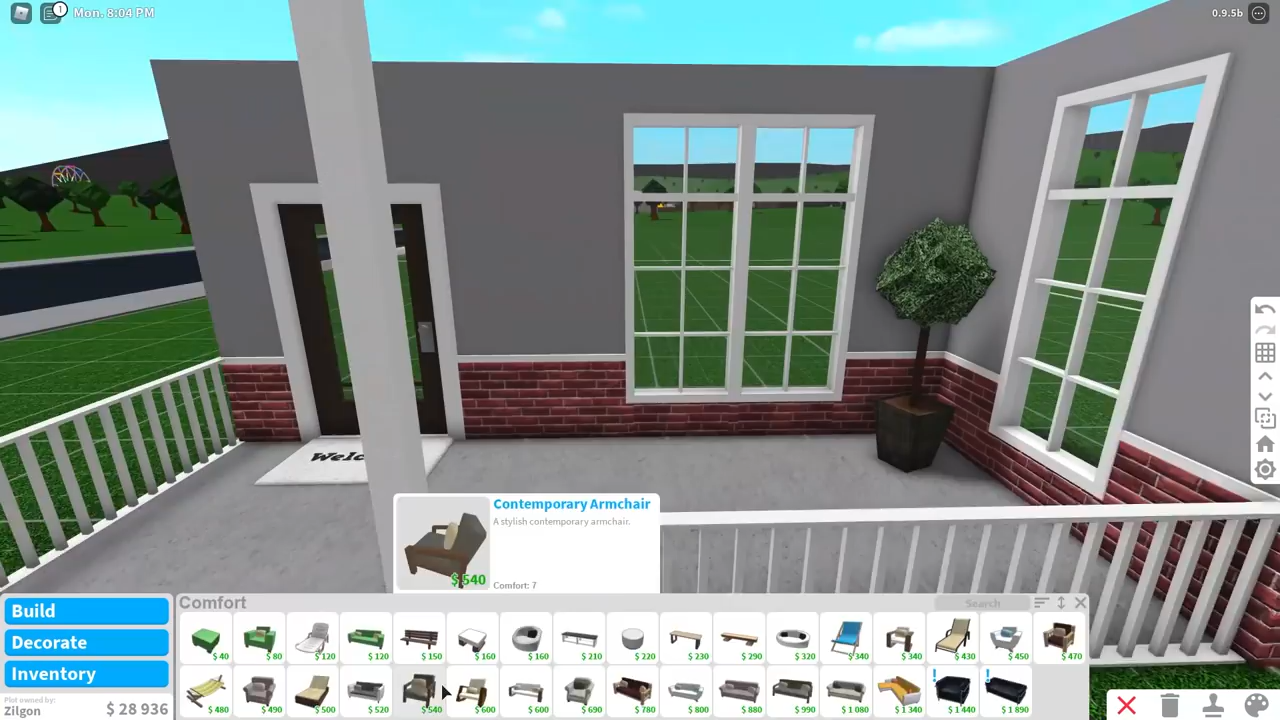 1
Mon. 8:04 PM
0.9.5b
Welc
Contemporary Armchair
A stylish contemporary armchair.
$ 540
Comfort: 7
Build
Decorate
Inventory
Plot owned by:
Zilgon
$ 28 936
Comfort
Search
$ 40 $ 80 $ 120 $ 120 $ 150 $ 160 $ 160 $ 210 $ 220 $ 230 $ 290 $ 320 $ 340 $ 340 $ 430 $ 450 $ 470
! !
$ 480 $ 490 $ 500 $ 520 $ 540 $ 600 $ 600 $ 690 $ 780 $ 800 $ 880 $ 990 $ 1 080 $ 1 340 $ 1 440 $ 1 890